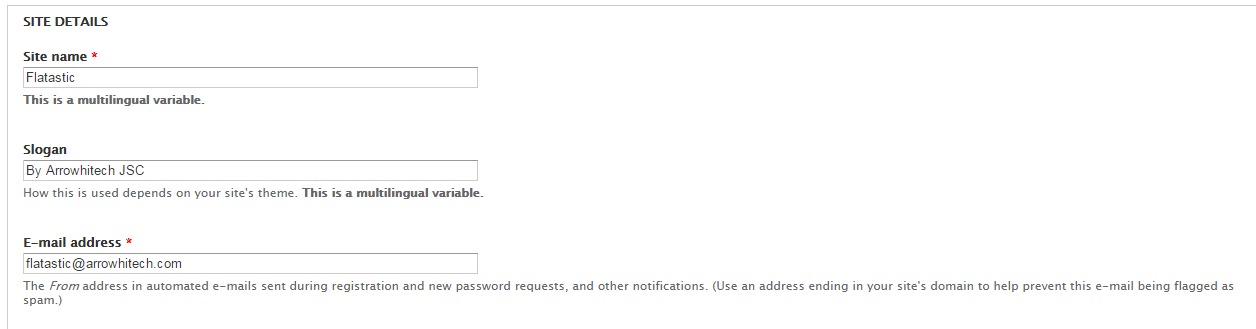 SITE DETAILS
Site name *
Flatastic
This is a multilingual variable.
Slogan
By Arrowhitech JSC
How this is used depends on your site's theme. This is a multilingual variable.
E-mail address *
flatastic@arrowhitech.com
The From address in automated e-mails sent during registration and new password requests, and other notifications. (Use an address ending in your site's domain to help prevent this e-mail being flagged as
spam.)